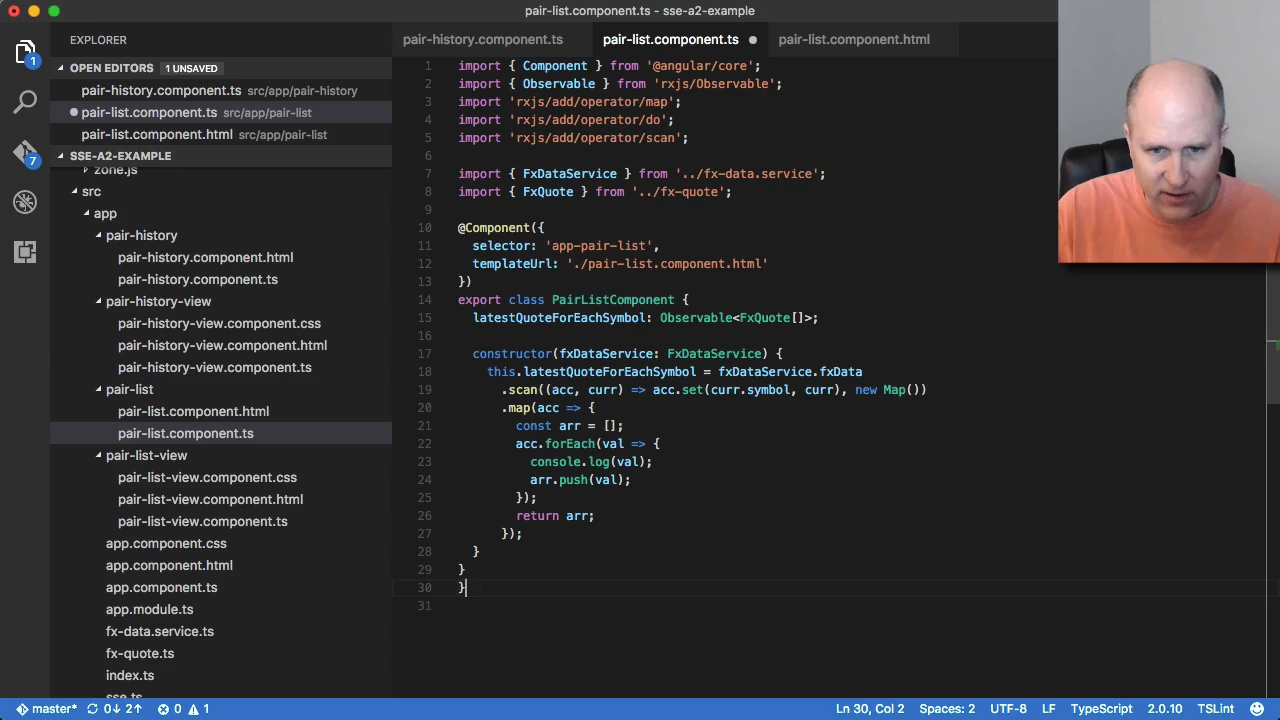 pair-list.component.ts - sse-a2-example
EXPLORER
OPEN EDITORS 1 UNSAVED
pair-history.component.ts src/app/pair-history
pair-list.component.ts src/app/pair-list
pair-list.component.html src/app/pair-list
SSE-A2-EXAMPLE
zone.js
src
app
pair-history
pair-history.component.html
pair-history.component.ts
pair-history-view
pair-history-view.component.css
pair-history-view.component.html
pair-history-view.component.ts
pair-list
pair-list.component.html
pair-list.component.ts
pair-list-view
pair-list-view.component.css
pair-list-view.component.html
pair-list-view.component.ts
app.component.css
app.component.html
app.component.ts
app.module.ts
fx-data.service.ts
fx-quote.ts
index.ts
sse.ts
1
7
pair-history.component.ts pair-list.component.ts pair-list.component.html
1 import { Component } from '@angular/core';
2 import { Observable } from 'rxjs/Observable';
3 import 'rxjs/add/operator/map';
4 import 'rxjs/add/operator/do';
5 import 'rxjs/add/operator/scan';
6
7 import { FxDataService } from '../fx-data.service';
8 import { FxQuote } from '../fx-quote';
9
10 @Component({
11 selector: 'app-pair-list',
12 templateUrl: './pair-list.component.html'
13 })
14 export class PairListComponent {
15 latestQuoteForEachSymbol: Observable<FxQuote[]>;
16
17 constructor(fxDataService: FxDataService) {
18 this.latestQuoteForEachSymbol = fxDataService.fxData
19 .scan((acc, curr) => acc.set(curr.symbol, curr), new Map())
20 .map(acc => {
21 const arr = [];
22 acc.forEach(val => {
23 console.log(val);
24 arr.push(val);
25 });
26 return arr;
27 });
28 }
29 }
30 }
31
master* 0↓ 2↑ 0 1 Ln 30, Col 2 Spaces: 2 UTF-8 LF TypeScript 2.0.10 TSLint